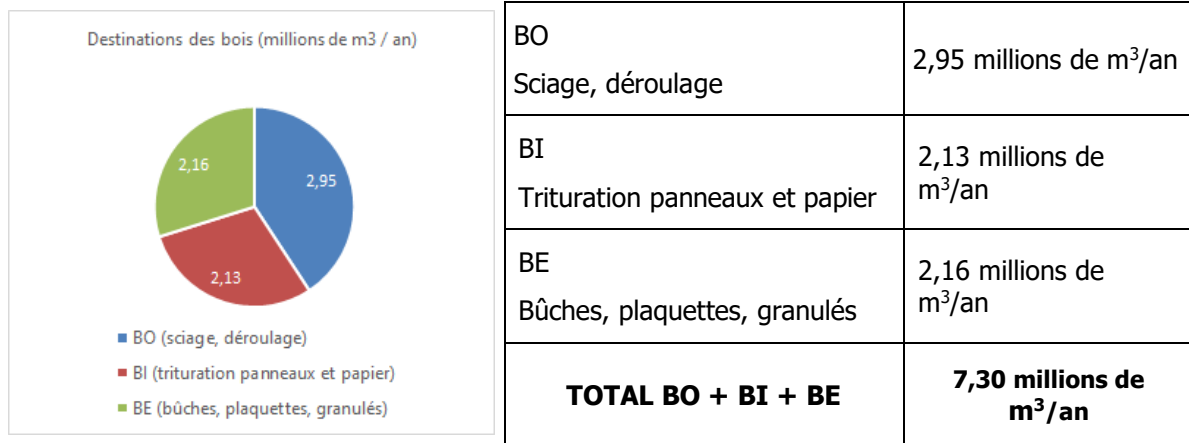 Destinations des bois (millions de m3 / an)
2,16
2,95
2,13
BO (sciage, déroulage)
BI (trituration panneaux et papier)
BE (bûches, plaquettes, granulés)
BO
Sciage, déroulage
2,95 millions de m³/an
BI
Trituration panneaux et papier
2,13 millions de
m³/an
BE
Bûches, plaquettes, granulés
2,16 millions de
m³/an
TOTAL BO + BI + BE
7,30 millions de
m³/an